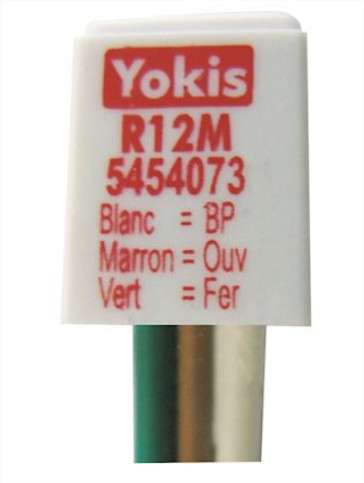 Yokis
R12M
5454073
Blanc = BP
Marron = Ouv
Vert = Fer